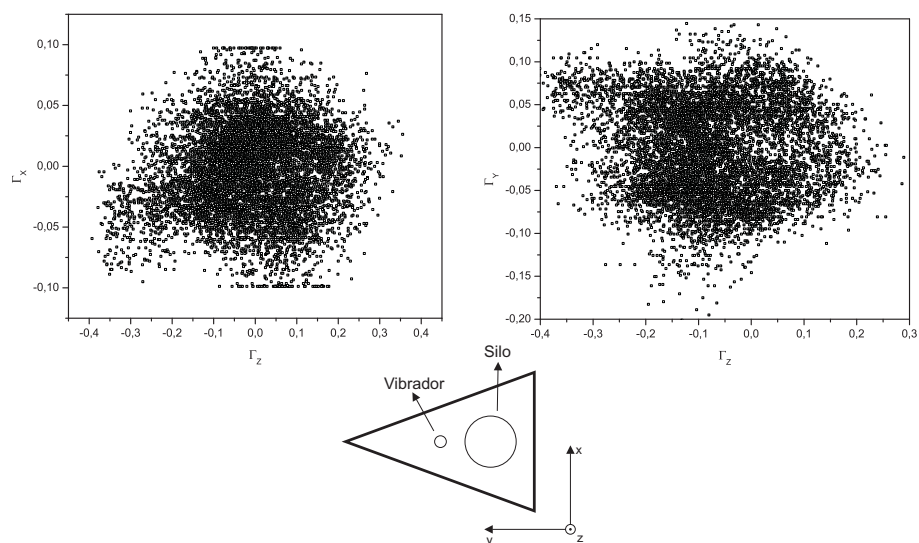 0,10
0,05
0,00
-0,05
-0,10
ΓX
-0,4 -0,3 -0,2 -0,1 0,0 0,1 0,2 0,3 0,4
ΓZ
0,15
0,10
0,05
0,00
-0,05
-0,10
-0,15
-0,20
ΓY
-0,4 -0,3 -0,2 -0,1 0,0 0,1 0,2 0,3
ΓZ
Silo
Vibrador
x
y
z